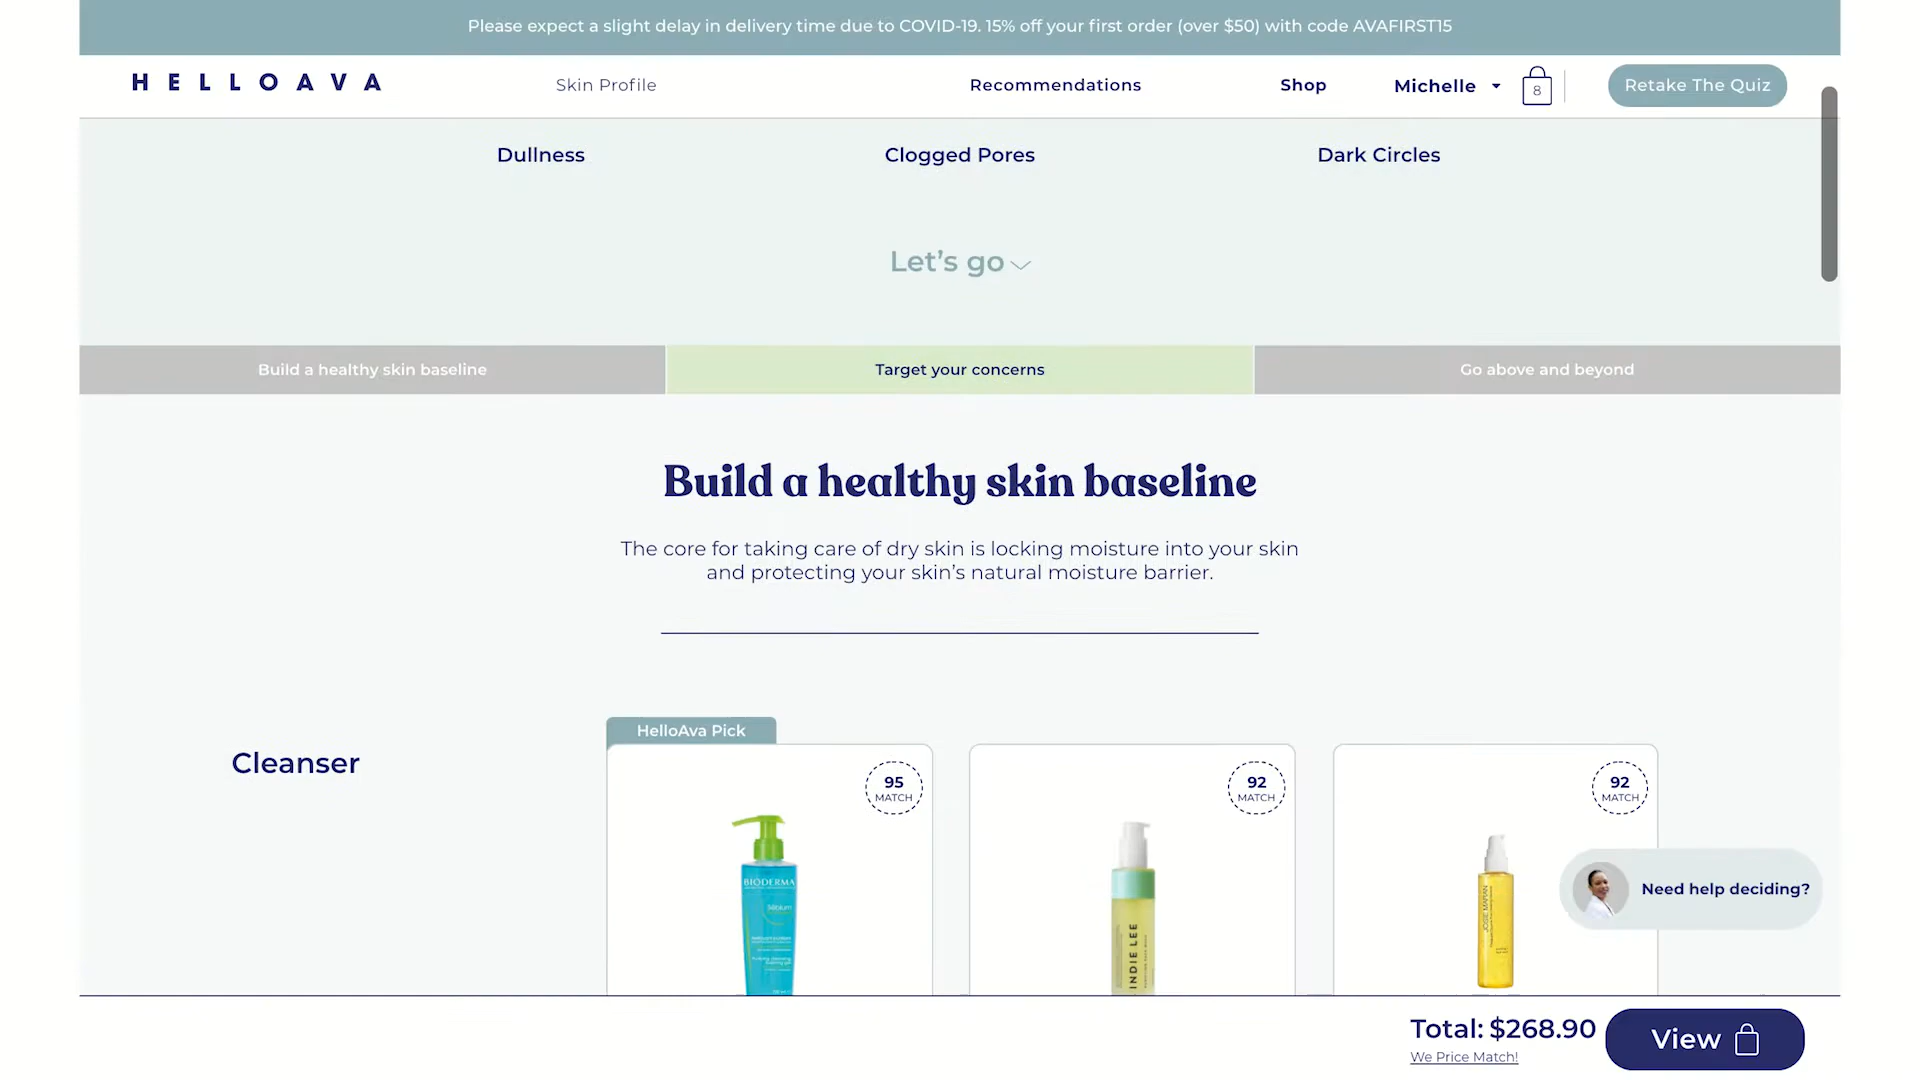 Please expect a slight delay in delivery time due to COVID-19. 15% off your first order (over $50) with code AVAFIRST15
HELLOAVA
Skin Profile
Recommendations
Shop
Michelle
8
Retake The Quiz
Dullness
Clogged Pores
Dark Circles
Let's go
Build a healthy skin baseline
Target your concerns
Go above and beyond
Build a healthy skin baseline
The core for taking care of dry skin is locking moisture into your skin
and protecting your skin's natural moisture barrier.
HelloAva Pick
Cleanser
95
MATCH
92
MATCH
92
MATCH
BIODERMA
Sébium
INDIE LEE
JOSIE MARAN
Need help deciding?
Total: $268.90
We Price Match!
View